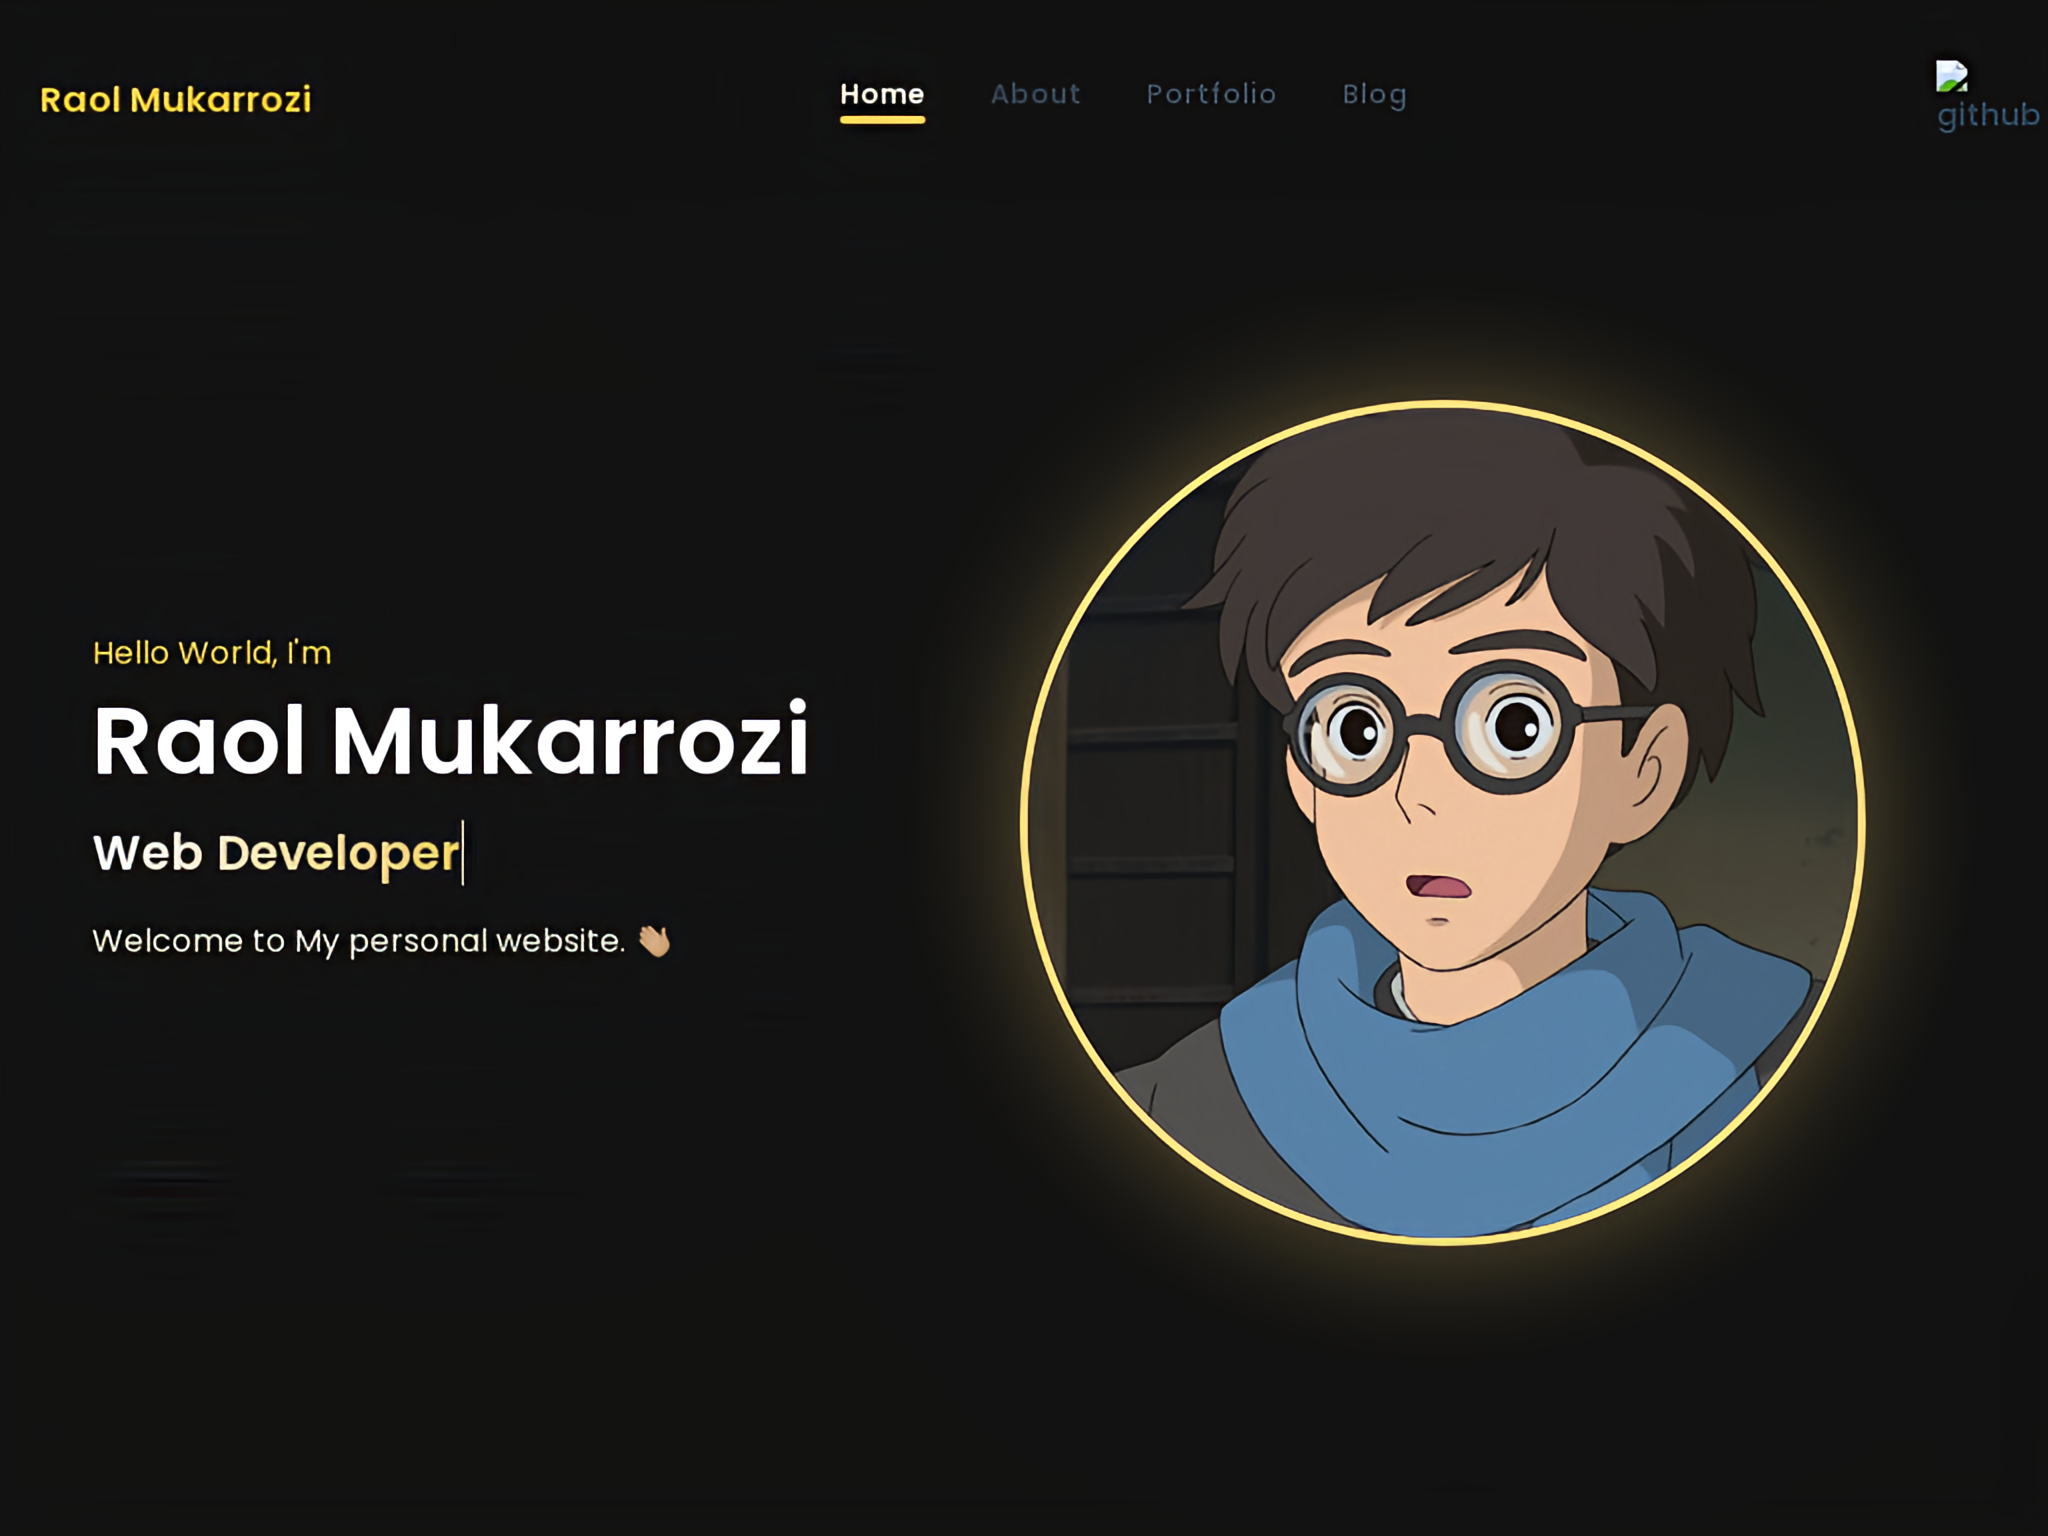 Raol Mukarrozi
Home About Portfolio Blog
github
Hello World, I'm
Raol Mukarrozi
Web Developer
Welcome to My personal website. 👋🏼